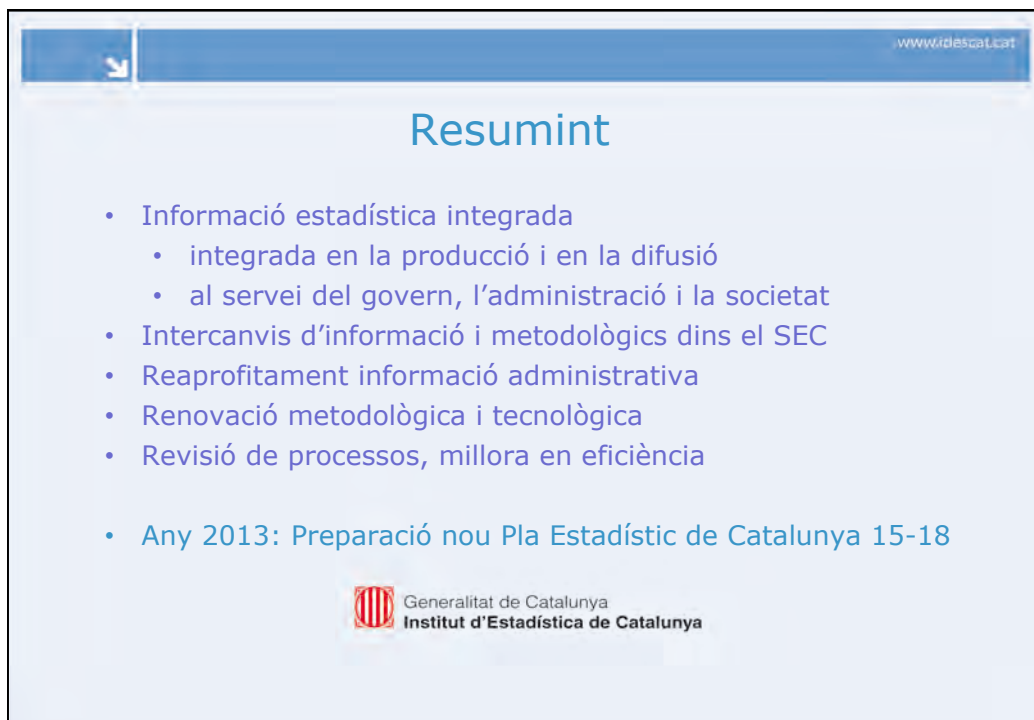 www.idescat.cat
Resumint
• Informació estadística integrada
• integrada en la producció i en la difusió
• al servei del govern, l’administració i la societat
• Intercanvis d’informació i metodològics dins el SEC
• Reaprofitament informació administrativa
• Renovació metodològica i tecnològica
• Revisió de processos, millora en eficiència
• Any 2013: Preparació nou Pla Estadístic de Catalunya 15-18
Generalitat de Catalunya
Institut d'Estadística de Catalunya